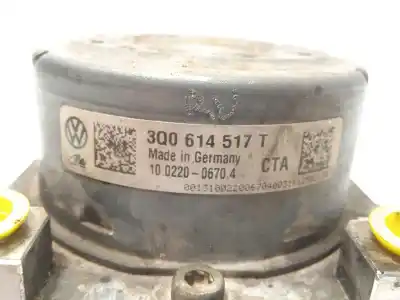 3Q0 614 517 T
Made in Germany
10.0220-0670.4 CTA